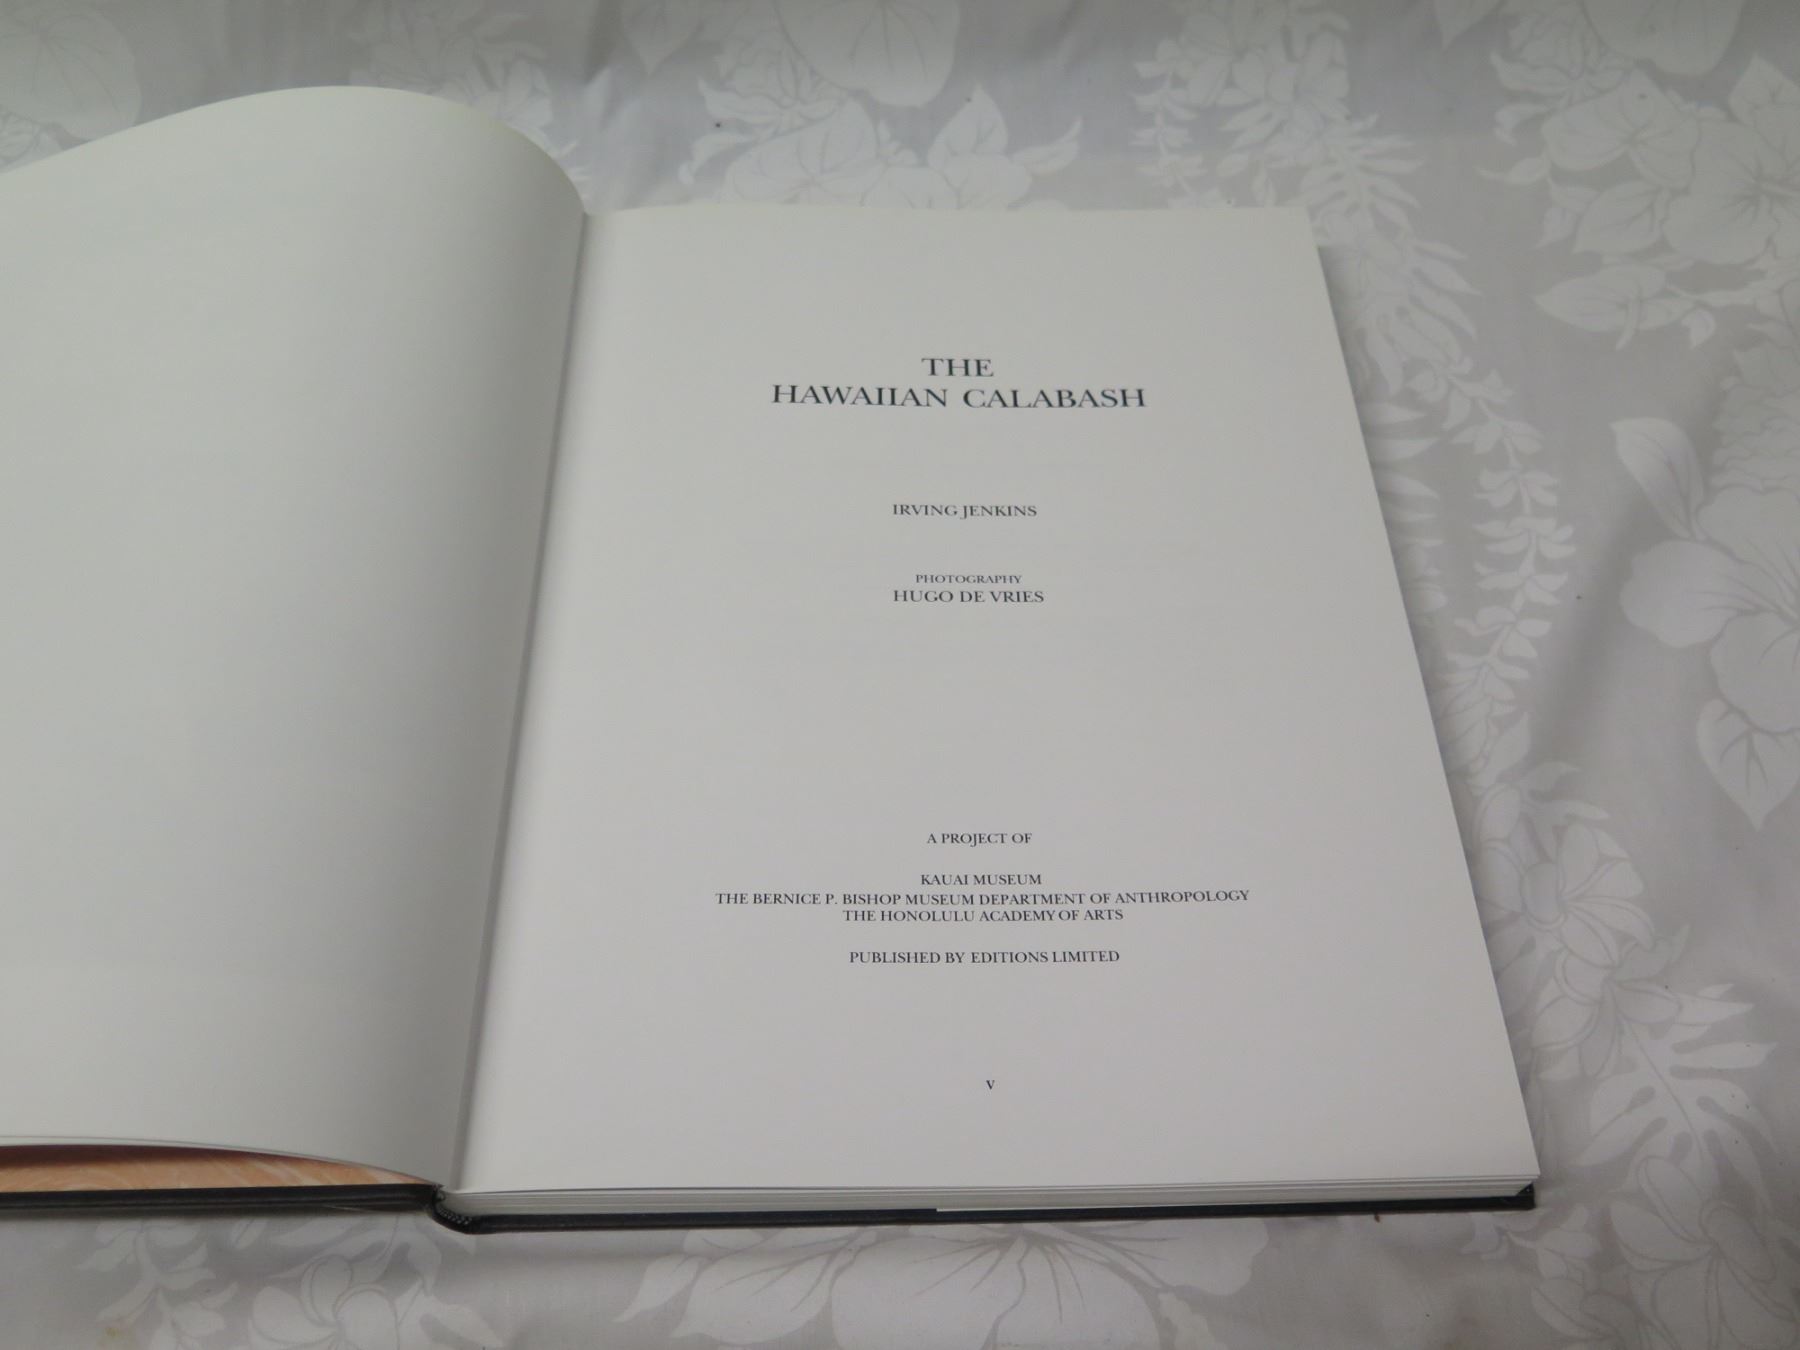 THE
HAWAIIAN CALABASH
IRVING JENKINS
PHOTOGRAPHY
HUGO DE VRIES
A PROJECT OF
KAUAI MUSEUM
THE BERNICE P. BISHOP MUSEUM DEPARTMENT OF ANTHROPOLOGY
THE HONOLULU ACADEMY OF ARTS
PUBLISHED BY EDITIONS LIMITED
V